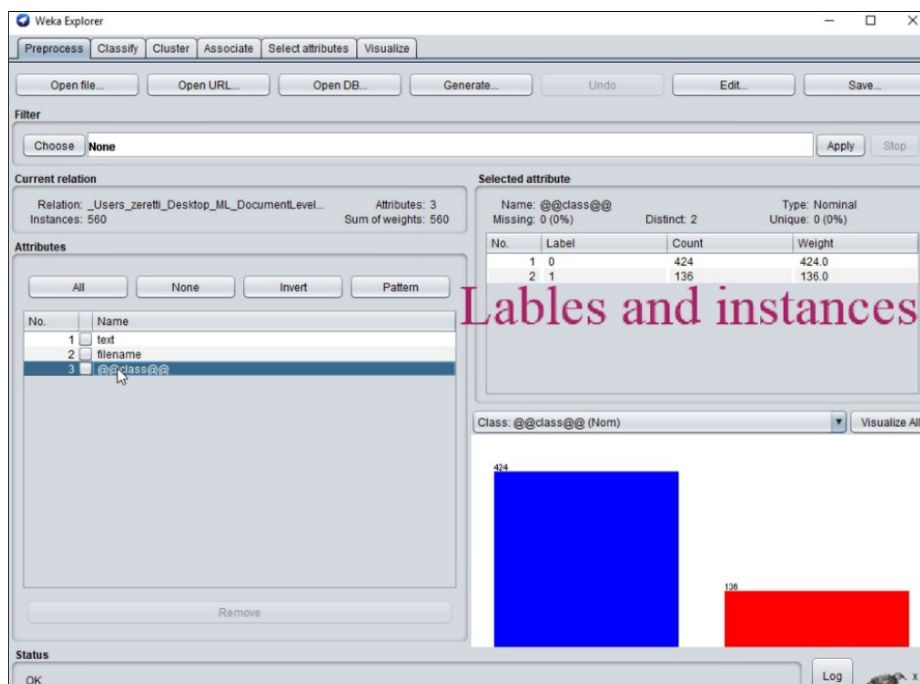 Weka Explorer
Preprocess Classify Cluster Associate Select attributes Visualize
Open file... Open URL... Open DB... Generate... Undo Edit... Save...
Filter
Choose None Apply Stop
Current relation
Relation: _Users_zeretti_Desktop_ML_DocumentLevel... Attributes: 3
Instances: 560 Sum of weights: 560
Attributes
All None Invert Pattern
No. Name
1 text
2 filename
3 @@class@@
Remove
Selected attribute
Name: @@class@@ Type: Nominal
Missing: 0 (0%) Distinct: 2 Unique: 0 (0%)
No. Label Count Weight
1 0 424 424.0
2 1 136 136.0
Lables and instances
Class: @@class@@ (Nom) Visualize All
424
136
Status
OK
Log
x